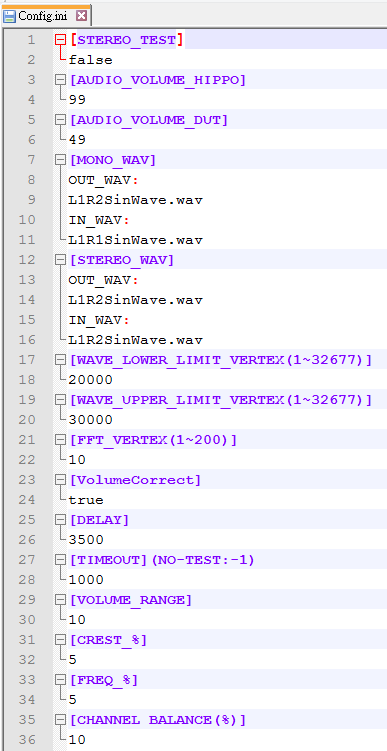 Config.ini
1 [STEREO_TEST]
2 false
3 [AUDIO_VOLUME_HIPPO]
4 99
5 [AUDIO_VOLUME_DUT]
6 49
7 [MONO_WAV]
8 OUT_WAV:
9 L1R2SinWave.wav
10 IN_WAV:
11 L1R1SinWave.wav
12 [STEREO_WAV]
13 OUT_WAV:
14 L1R2SinWave.wav
15 IN_WAV:
16 L1R2SinWave.wav
17 [WAVE_LOWER_LIMIT_VERTEX(1~32677)]
18 20000
19 [WAVE_UPPER_LIMIT_VERTEX(1~32677)]
20 30000
21 [FFT_VERTEX(1~200)]
22 10
23 [VolumeCorrect]
24 true
25 [DELAY]
26 3500
27 [TIMEOUT](NO-TEST:-1)
28 1000
29 [VOLUME_RANGE]
30 10
31 [CREST_%]
32 5
33 [FREQ_%]
34 5
35 [CHANNEL BALANCE(%)]
36 10